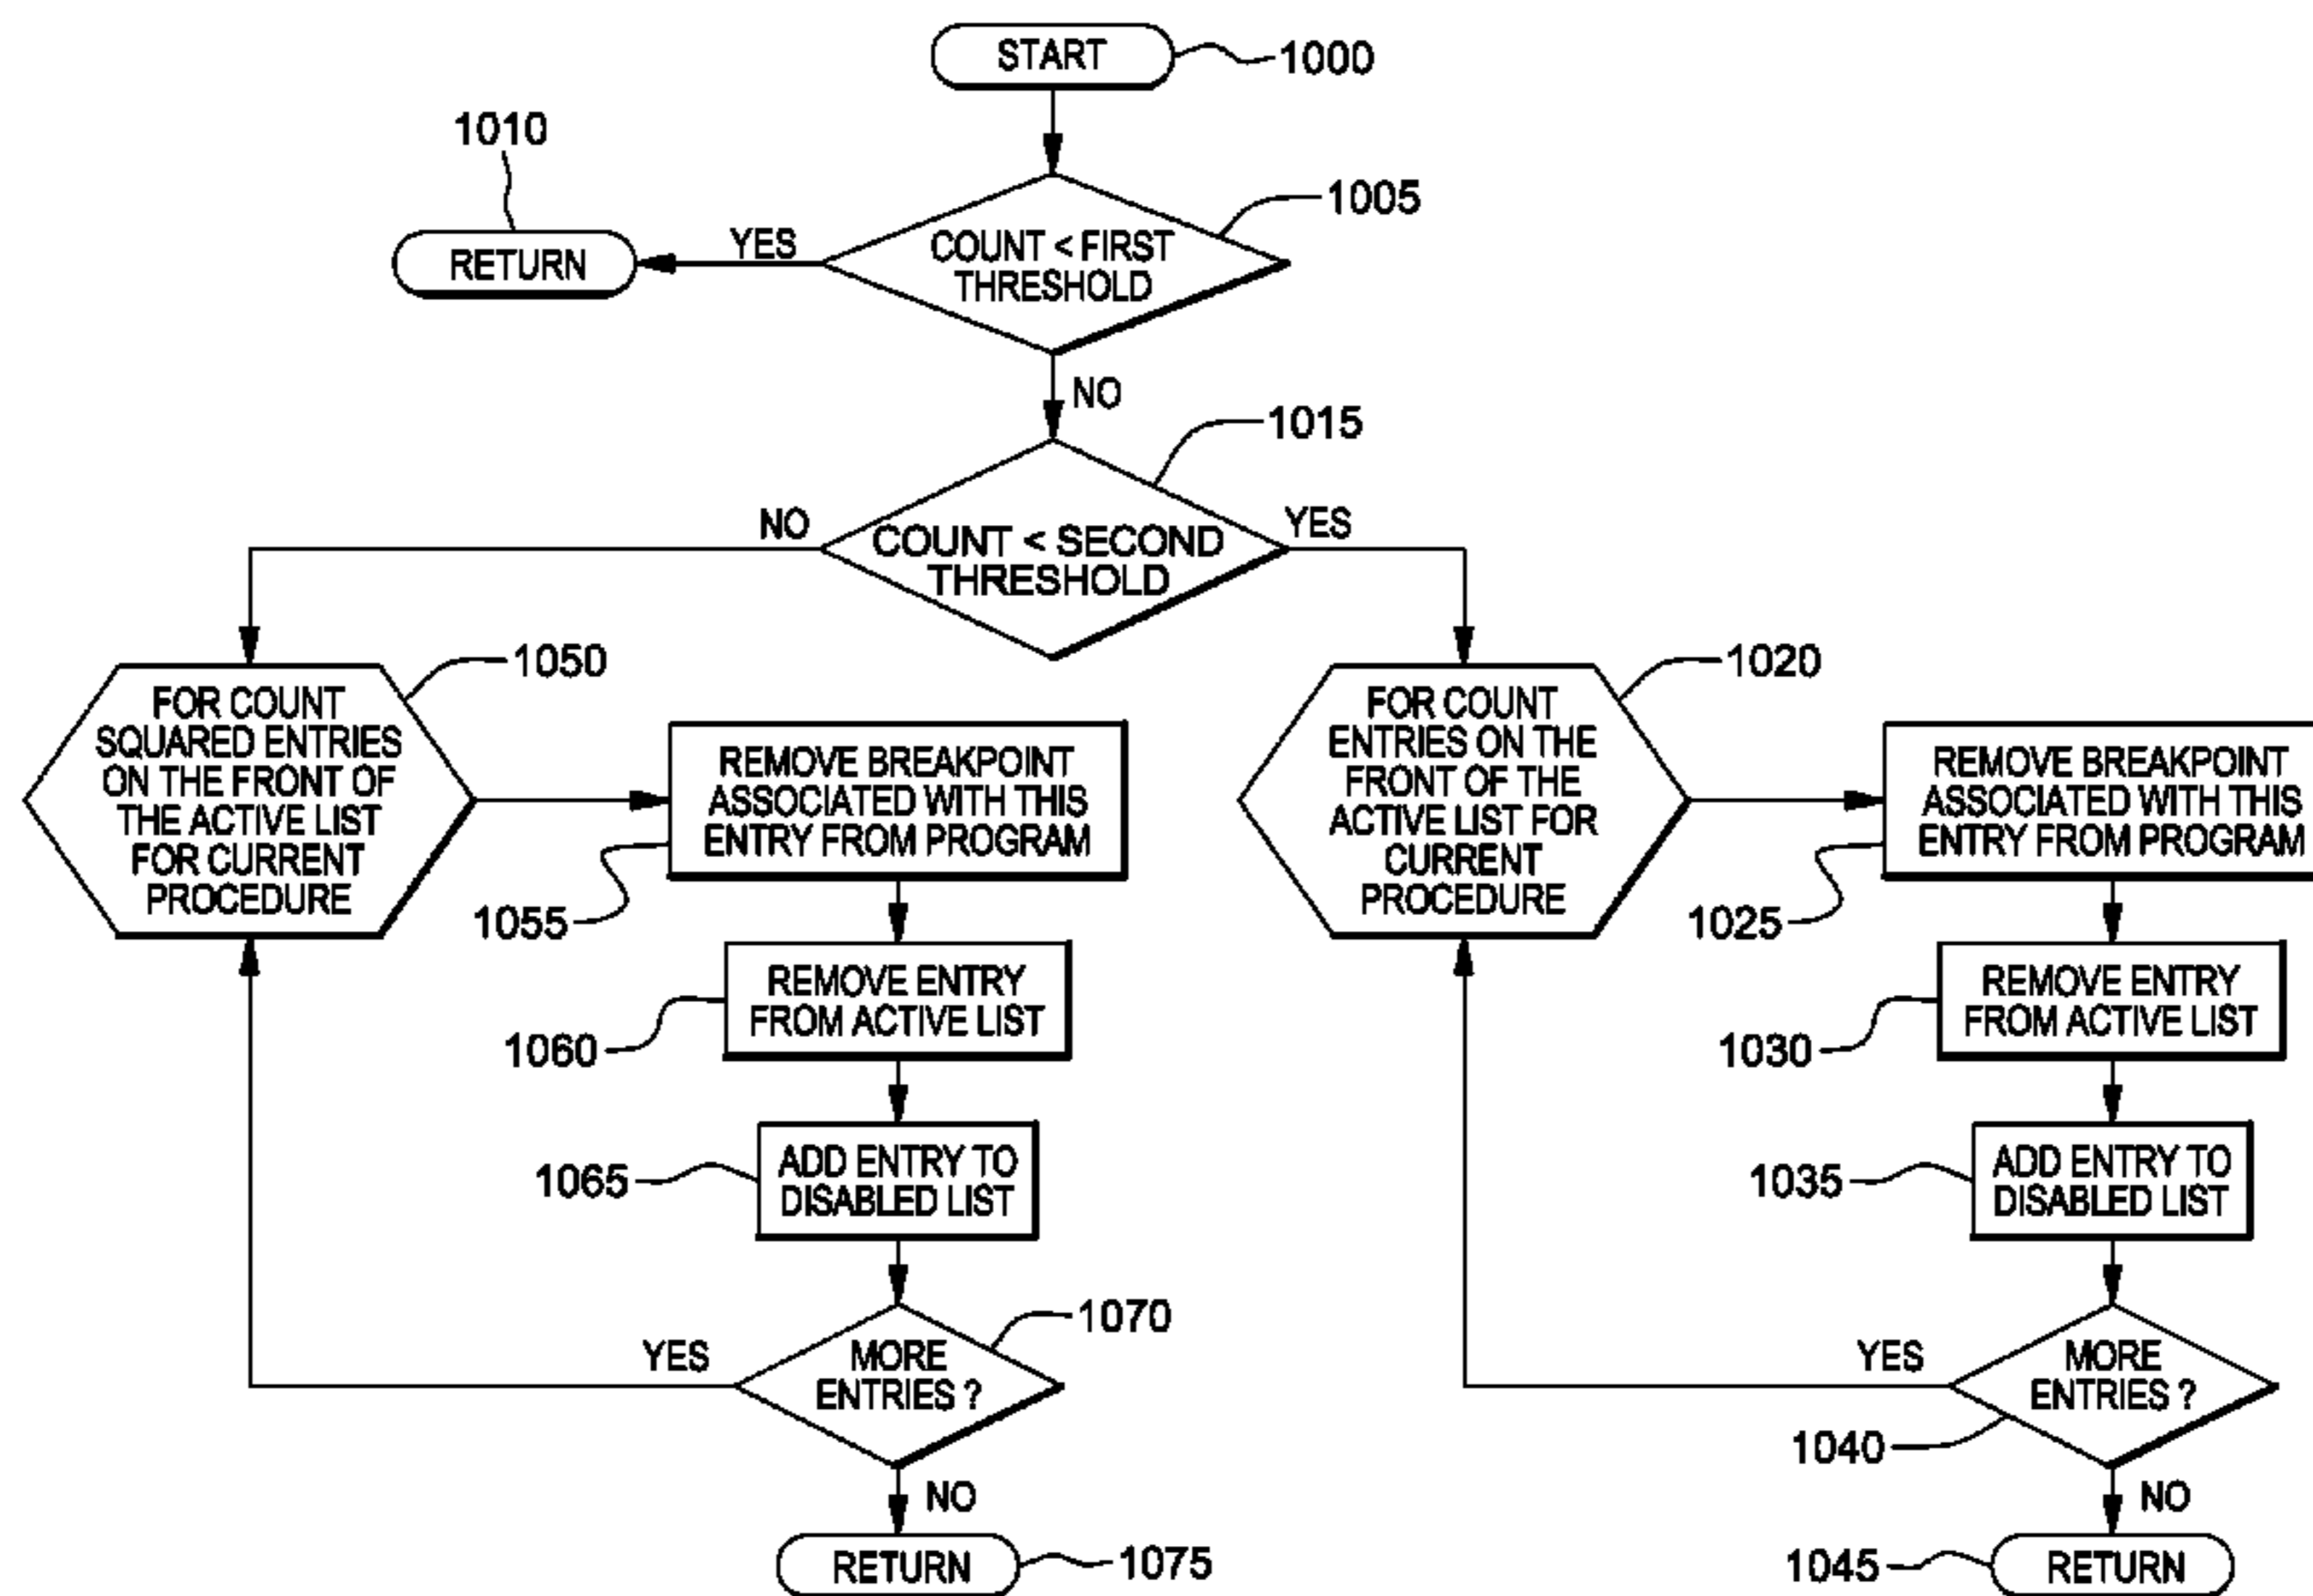 START
1000
1010
1005
YES
RETURN
COUNT < FIRST
THRESHOLD
NO
1015
NO
YES
COUNT < SECOND
THRESHOLD
1050
FOR COUNT
SQUARED ENTRIES
ON THE FRONT OF
THE ACTIVE LIST
FOR CURRENT
PROCEDURE
REMOVE BREAKPOINT
ASSOCIATED WITH THIS
ENTRY FROM PROGRAM
1055
REMOVE ENTRY
FROM ACTIVE LIST
1060
ADD ENTRY TO
DISABLED LIST
1065
1070
YES
MORE
ENTRIES ?
NO
RETURN
1075
1020
FOR COUNT
ENTRIES ON THE
FRONT OF THE
ACTIVE LIST FOR
CURRENT
PROCEDURE
REMOVE BREAKPOINT
ASSOCIATED WITH THIS
ENTRY FROM PROGRAM
1025
REMOVE ENTRY
FROM ACTIVE LIST
1030
ADD ENTRY TO
DISABLED LIST
1035
YES
MORE
ENTRIES ?
1040
NO
1045
RETURN